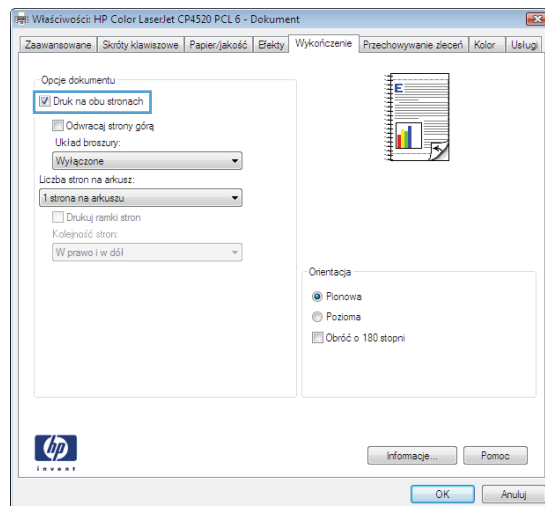 Właściwości: HP Color LaserJet CP4520 PCL 6 - Dokument
Zaawansowane Skróty klawiszowe Papier/jakość Efekty Wykończenie Przechowywanie zleceń Kolor Usługi
Opcje dokumentu
Druk na obu stronach
Odwracaj strony górą
Układ broszury:
Wyłączone
Liczba stron na arkusz:
1 strona na arkuszu
Drukuj ramki stron
Kolejność stron:
W prawo i w dół
E
Orientacja
Pionowa
Pozioma
Obróć o 180 stopni
hp
invent
Informacje... Pomoc
OK Anuluj